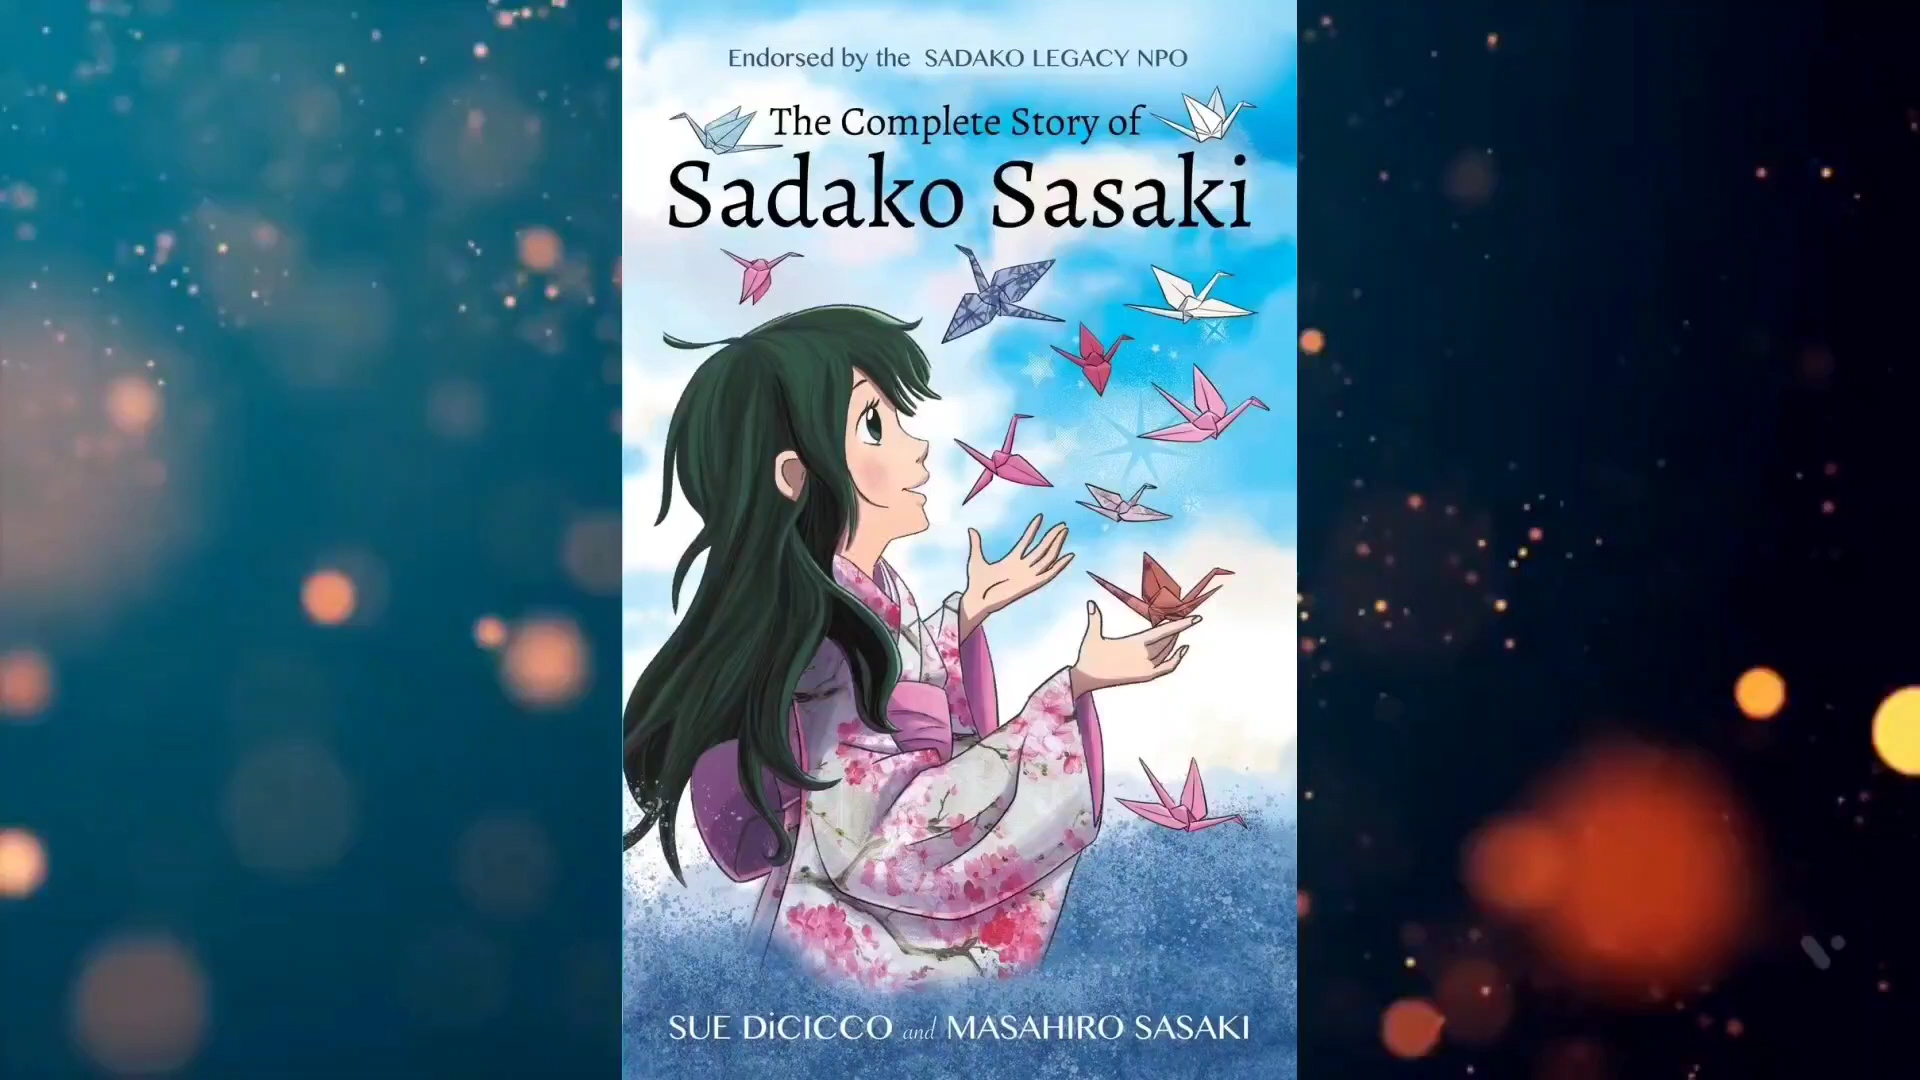 Endorsed by the SADAKO LEGACY NPO
The Complete Story of
Sadako Sasaki
SUE DiCICCO and MASAHIRO SASAKI